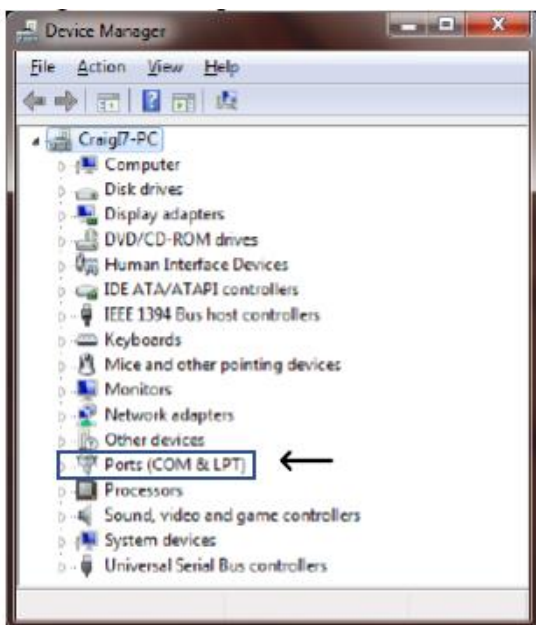 Device Manager
File Action View Help
CraigI7-PC
Computer
Disk drives
Display adapters
DVD/CD-ROM drives
Human Interface Devices
IDE ATA/ATAPI controllers
IEEE 1394 Bus host controllers
Keyboards
Mice and other pointing devices
Monitors
Network adapters
Other devices
Ports (COM & LPT)
Processors
Sound, video and game controllers
System devices
Universal Serial Bus controllers